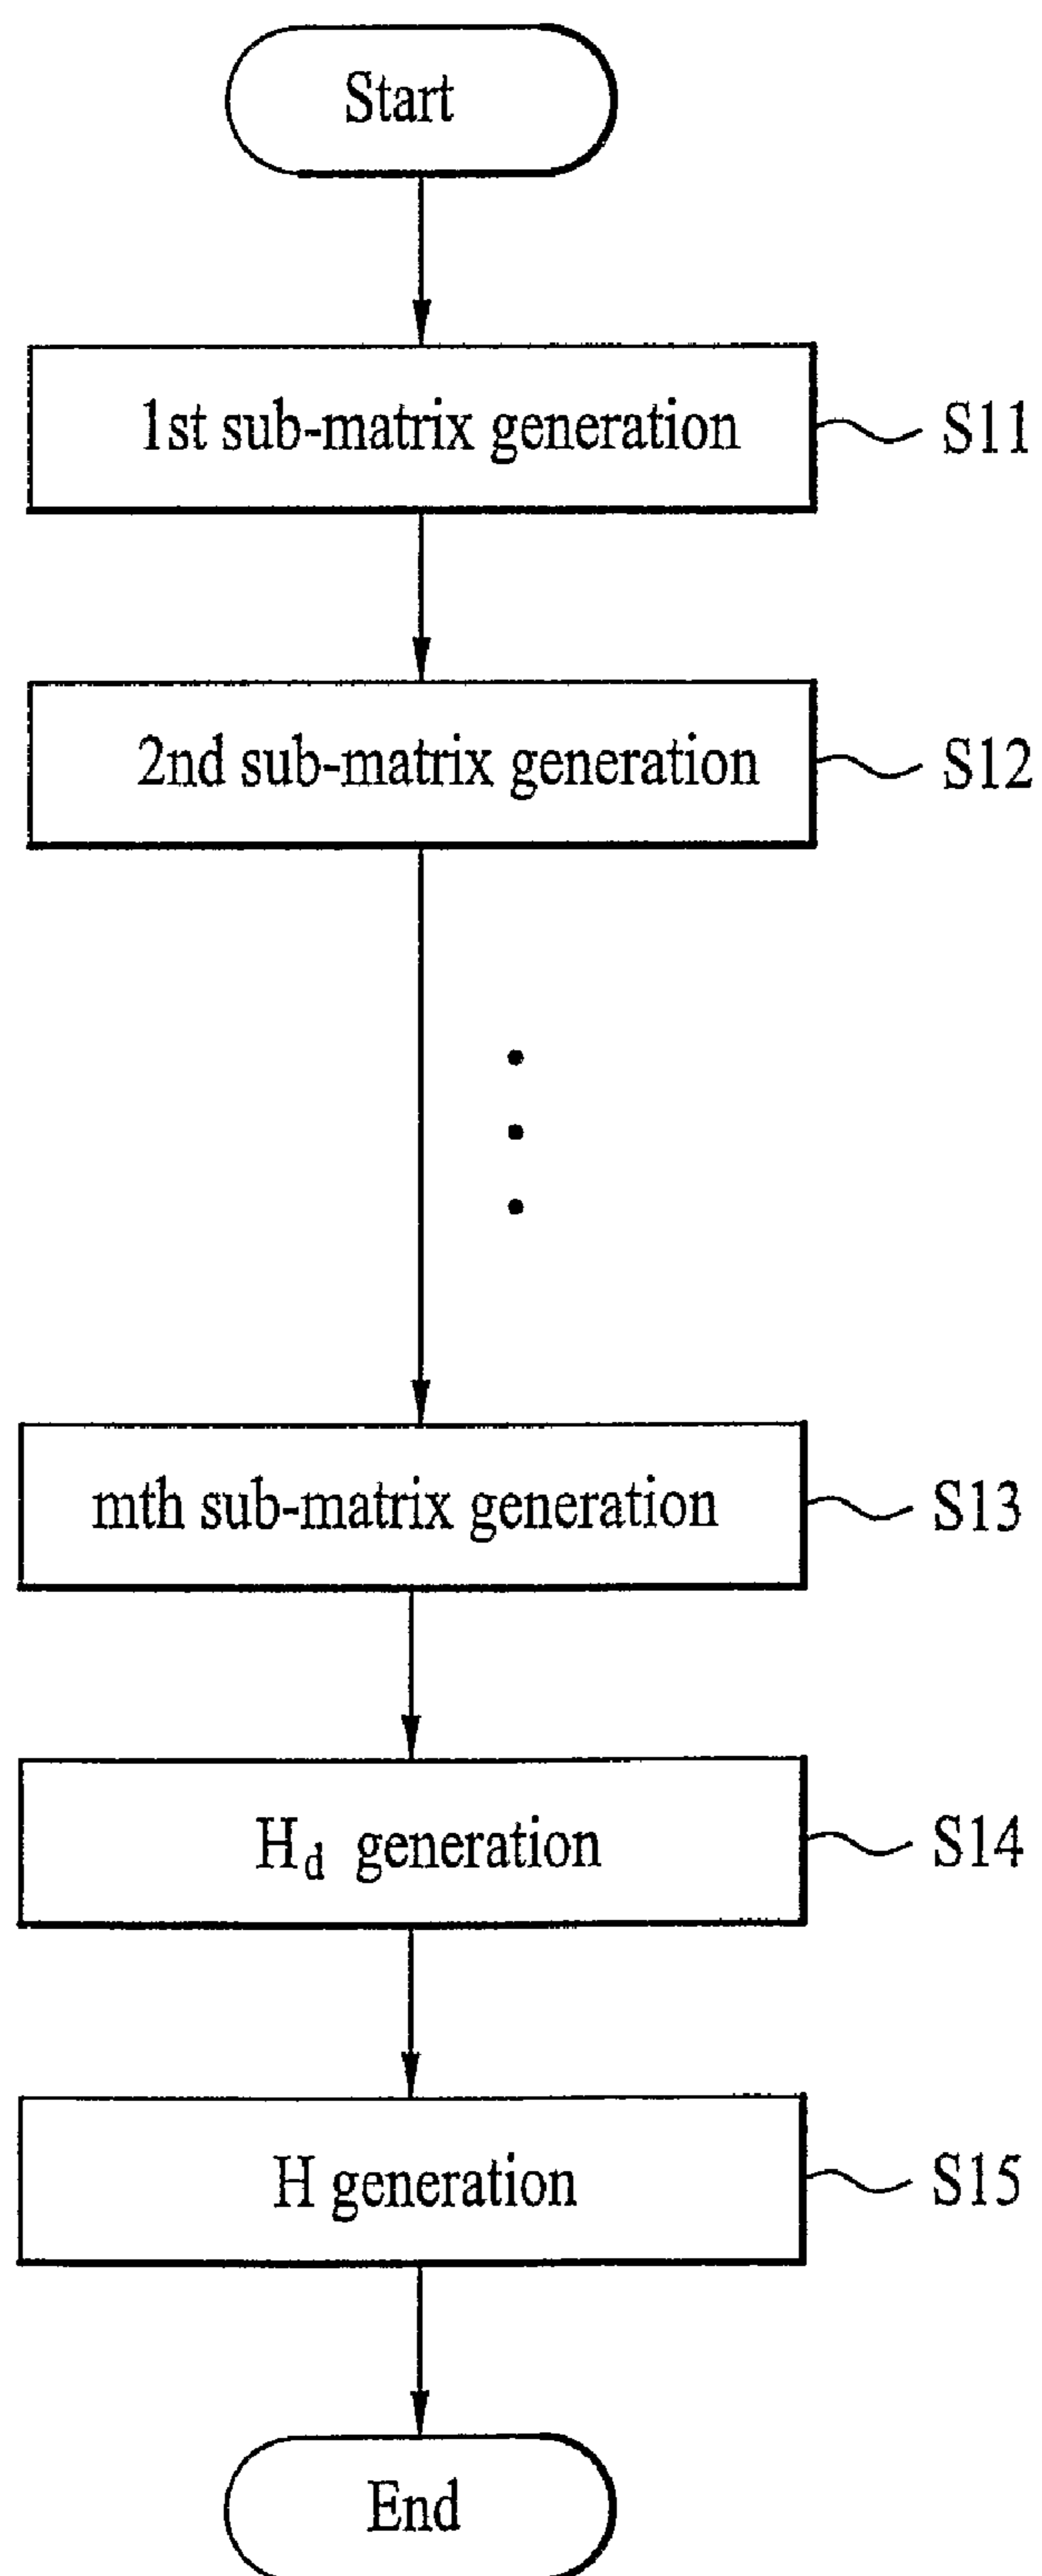 Start
1st sub-matrix generation
S11
2nd sub-matrix generation
S12
mth sub-matrix generation
S13
Hd generation
S14
H generation
S15
End